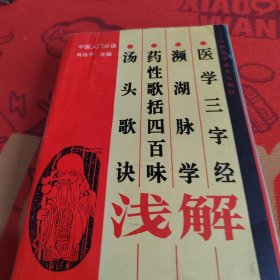 中医入门必读
医学三字经
濒湖脉学
药性歌括四百味
汤头歌诀
浅解